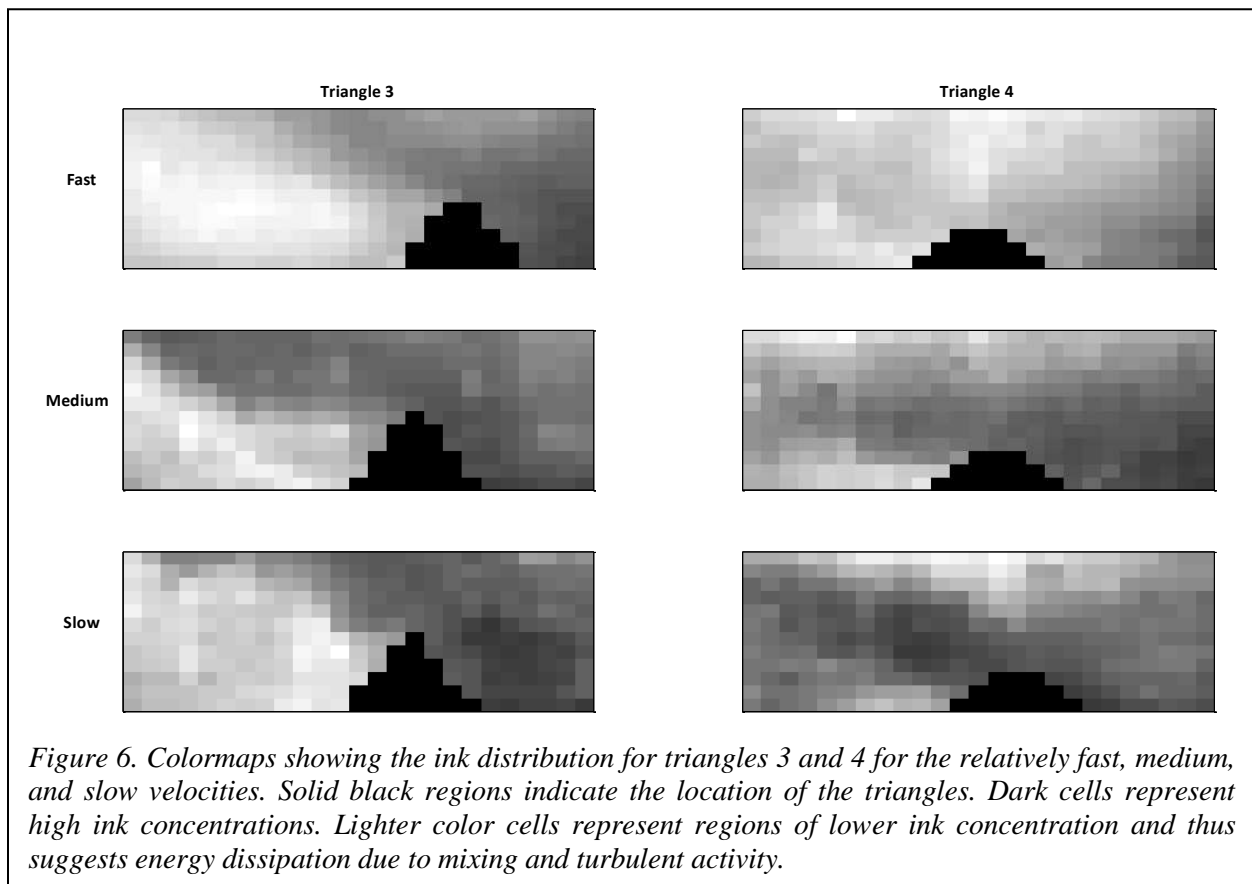 Triangle 3
Triangle 4
Fast
Medium
Slow
Figure 6. Colormaps showing the ink distribution for triangles 3 and 4 for the relatively fast, medium,
and slow velocities. Solid black regions indicate the location of the triangles. Dark cells represent
high ink concentrations. Lighter color cells represent regions of lower ink concentration and thus
suggests energy dissipation due to mixing and turbulent activity.